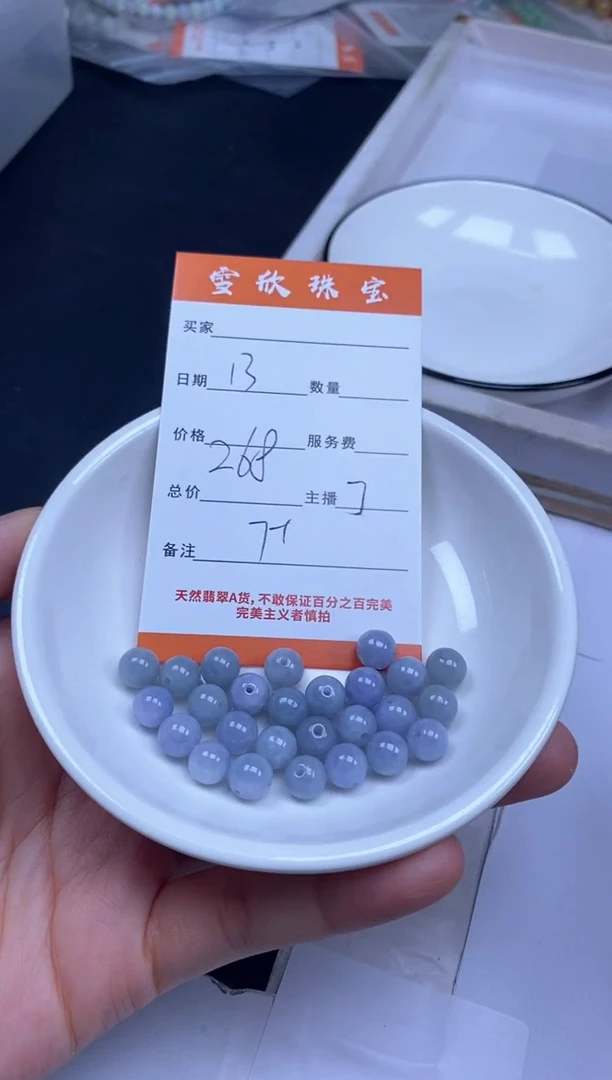 雪欣珠宝
买家
日期 13 数量
价格 268 服务费
总价 主播
备注
天然翡翠A货，不敢保证百分之百完美
完美主义者慎拍